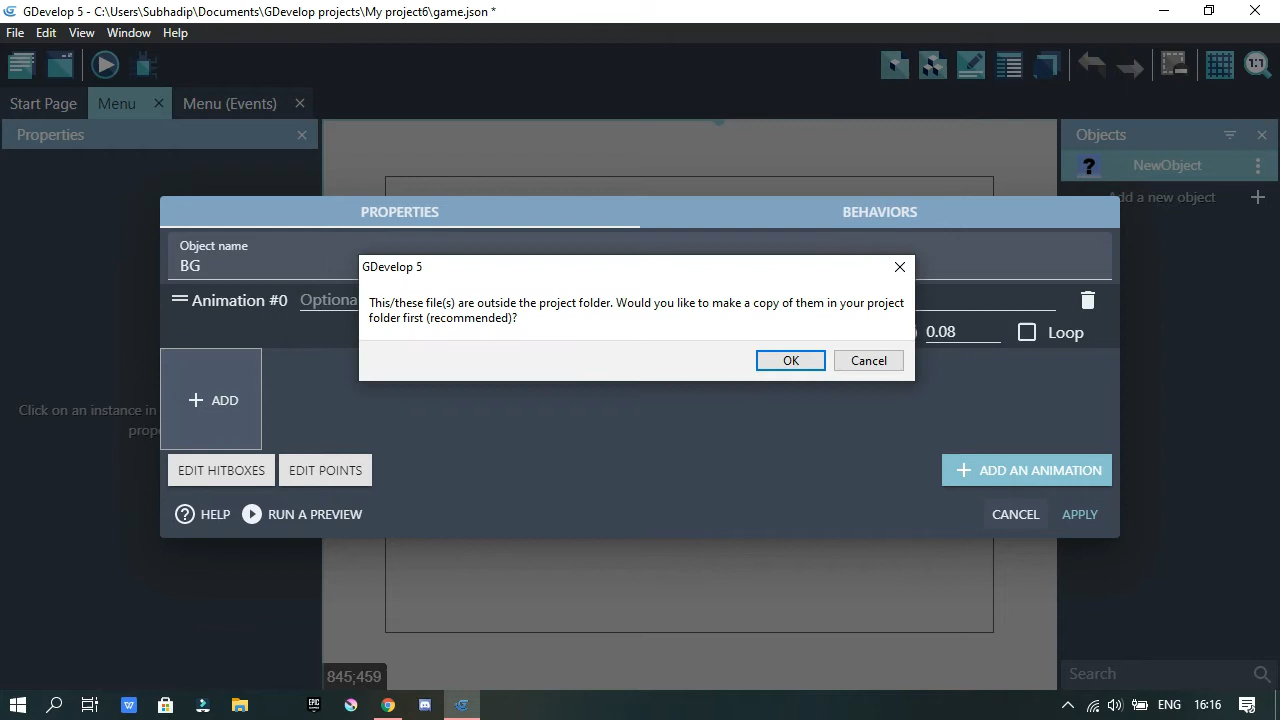 GDevelop 5 - C:\Users\Subhadip\Documents\GDevelop projects\My project6\game.json *
File Edit View Window Help
1:1
Start Page Menu Menu (Events)
Properties
Objects
? NewObject
Add a new object
PROPERTIES BEHAVIORS
Object name
BG
GDevelop 5
This/these file(s) are outside the project folder. Would you like to make a copy of them in your project
folder first (recommended)?
OK Cancel
Animation #0 Optiona
0.08 Loop
ADD
Click on an instance in
prope
EDIT HITBOXES EDIT POINTS ADD AN ANIMATION
HELP RUN A PREVIEW CANCEL APPLY
845;459
Search
EPIC
ENG 16:16